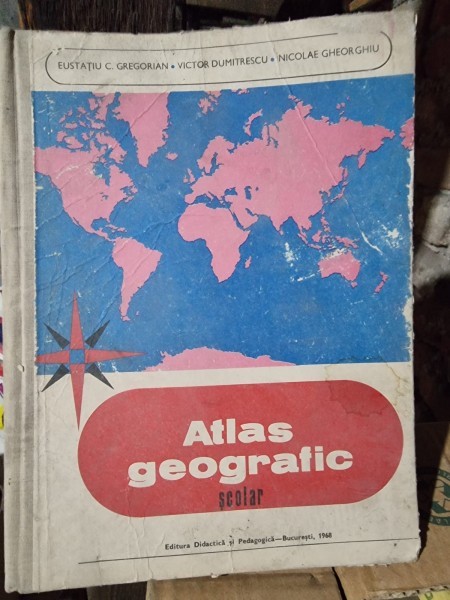 EUSTAȚIU C. GREGORIAN • VICTOR DUMITRESCU • NICOLAE GHEORGHIU
Atlas
geografic
școlar
Editura Didactică și Pedagogică—București, 1968